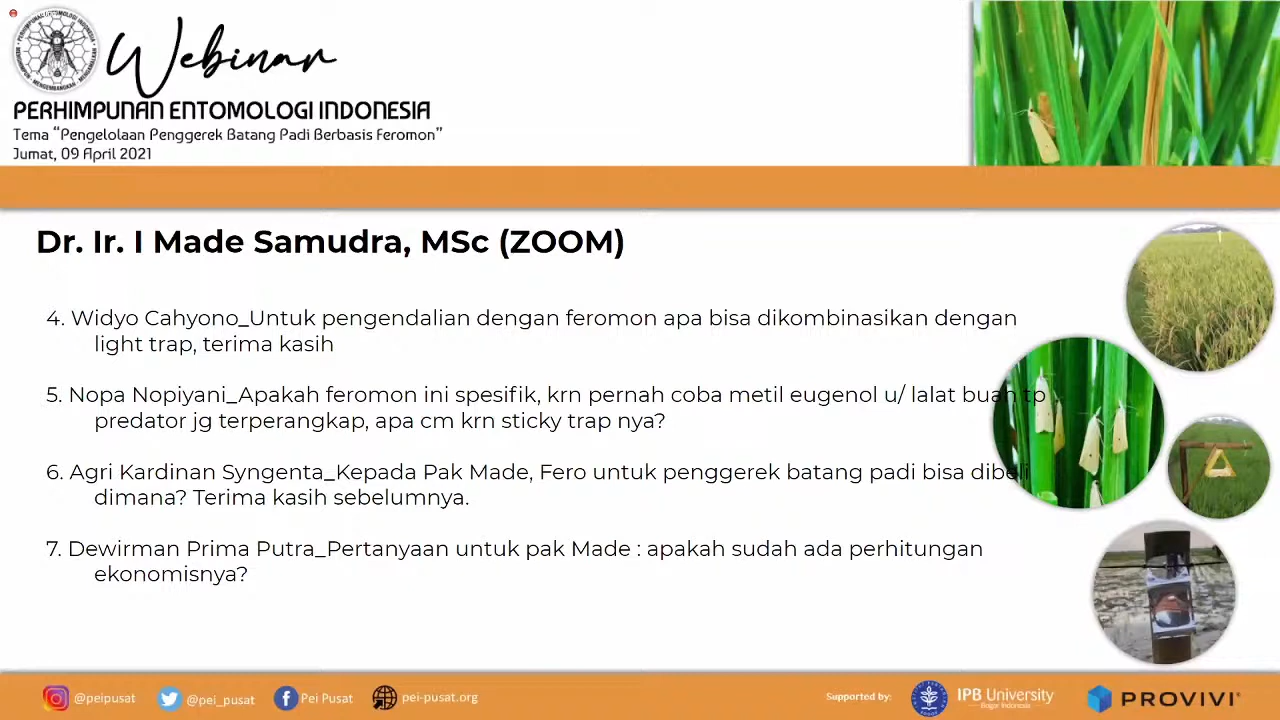 Webinar
PERHIMPUNAN ENTOMOLOGI INDONESIA
Tema "Pengelolaan Penggerek Batang Padi Berbasis Feromon"
Jumat, 09 April 2021
Dr. Ir. I Made Samudra, MSc (ZOOM)
4. Widyo Cahyono_Untuk pengendalian dengan feromon apa bisa dikombinasikan dengan
light trap, terima kasih
5. Nopa Nopiyani_Apakah feromon ini spesifik, krn pernah coba metil eugenol u/ lalat buah tp
predator jg terperangkap, apa cm krn sticky trap nya?
6. Agri Kardinan Syngenta_Kepada Pak Made, Fero untuk penggerek batang padi bisa dibeli
dimana? Terima kasih sebelumnya.
7. Dewirman Prima Putra_Pertanyaan untuk pak Made : apakah sudah ada perhitungan
ekonomisnya?
@peipusat @pei_pusat Pei Pusat pei-pusat.org Supported by: IPB University PROVIVI
Bogor Indonesia